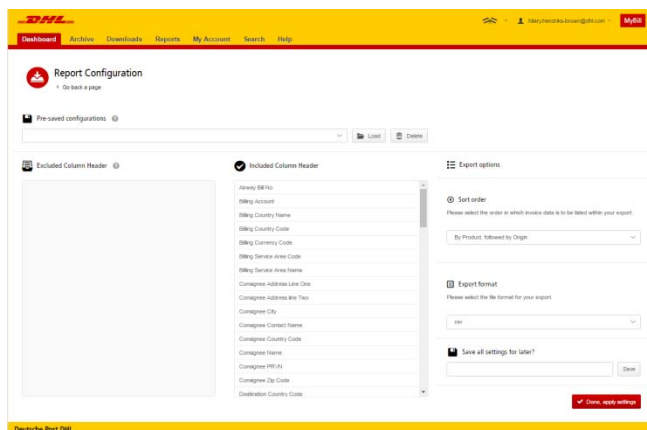 DHL
hilary.hendriks-brown@dhl.com
MyBill
Dashboard Archive Downloads Reports My Account Search Help
Report Configuration
Go back a page
Pre-saved configurations
Load Delete
Excluded Column Header
Included Column Header
Export options
Airway Bill No
Billing Account
Billing Country Name
Billing Country Code
Billing Currency Code
Billing Service Area Code
Billing Service Area Name
Consignee Address Line One
Consignee Address line Two
Consignee City
Consignee Contact Name
Consignee Country Code
Consignee Name
Consignee PR\N
Consignee Zip Code
Destination Country Code
Sort order
Please select the order in which invoice data is to be listed within your export.
By Product, followed by Origin
Export format
Please select the file format for your export
Save all settings for later?
Save
Done, apply settings
Deutsche Post DHL